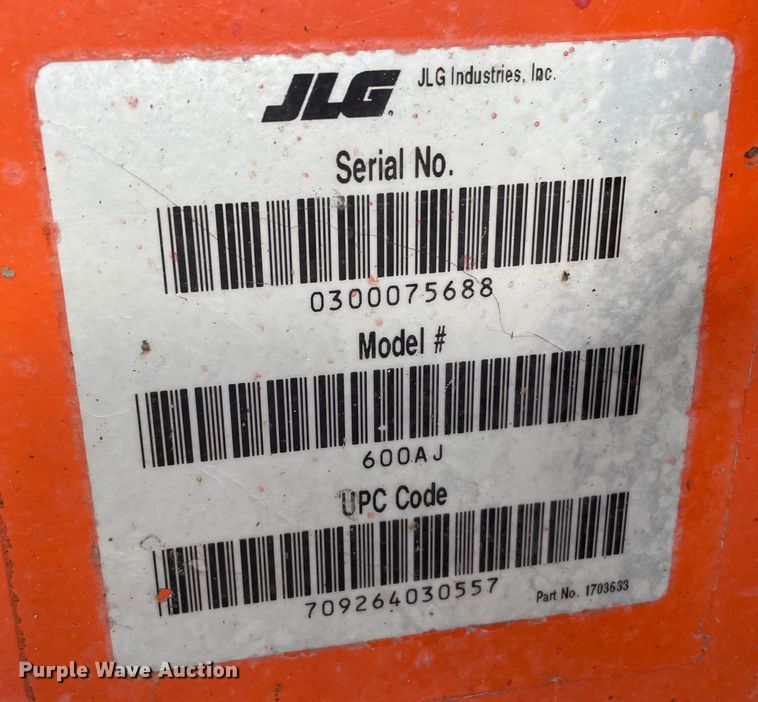 JLG JLG Industries, Inc.
Serial No.
0300075688
Model #
600AJ
UPC Code
709264030557
Part No. 1703633
Purple Wave Auction